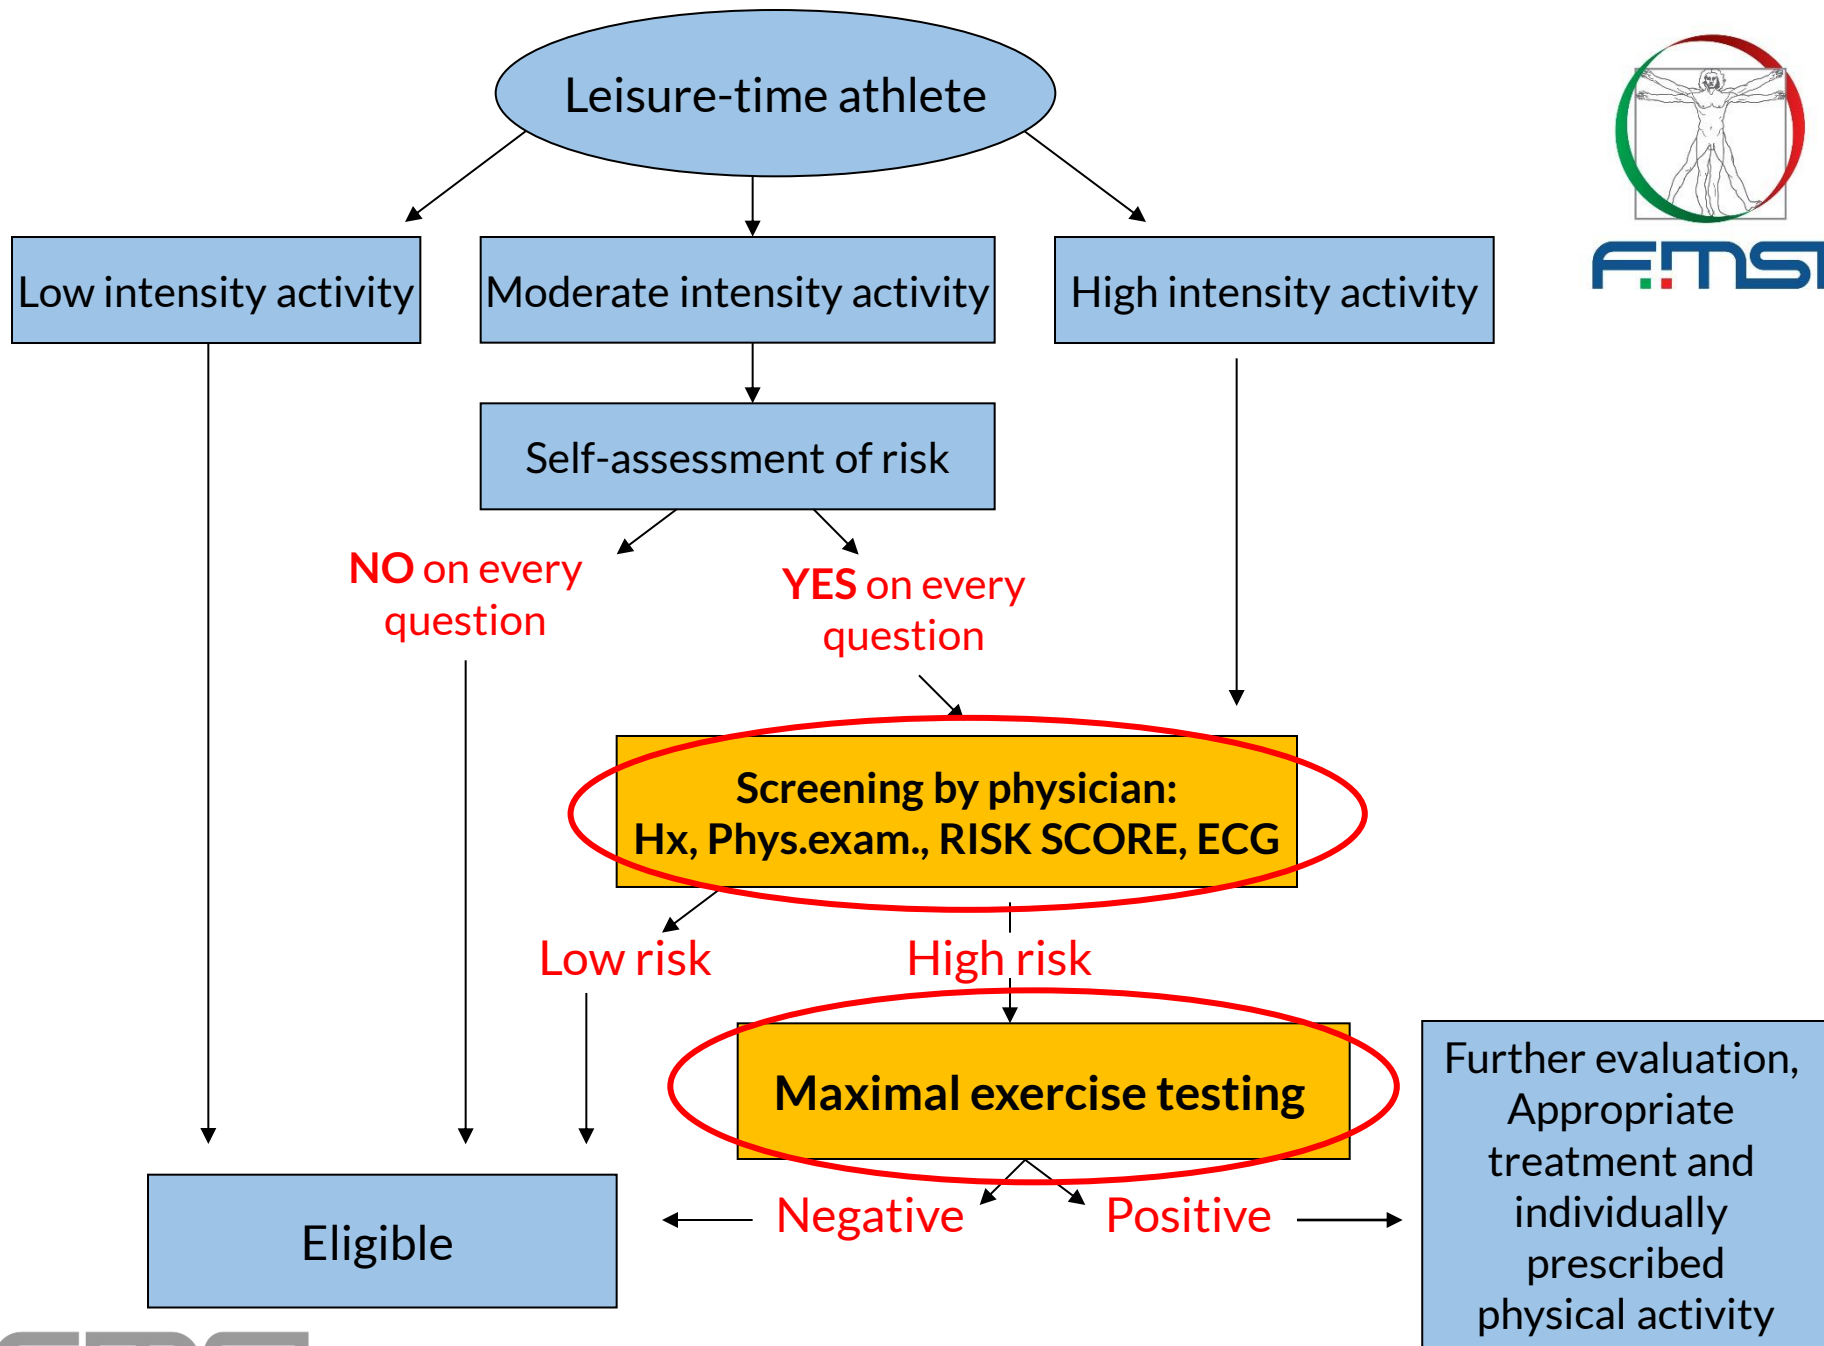 Leisure-time athlete
Low intensity activity
Moderate intensity activity
High intensity activity
FMSI
Self-assessment of risk
NO on every
question
YES on every
question
Screening by physician:
Hx, Phys.exam., RISK SCORE, ECG
Low risk
High risk
Maximal exercise testing
Further evaluation,
Appropriate
treatment and
individually
prescribed
physical activity
Negative
Positive
Eligible